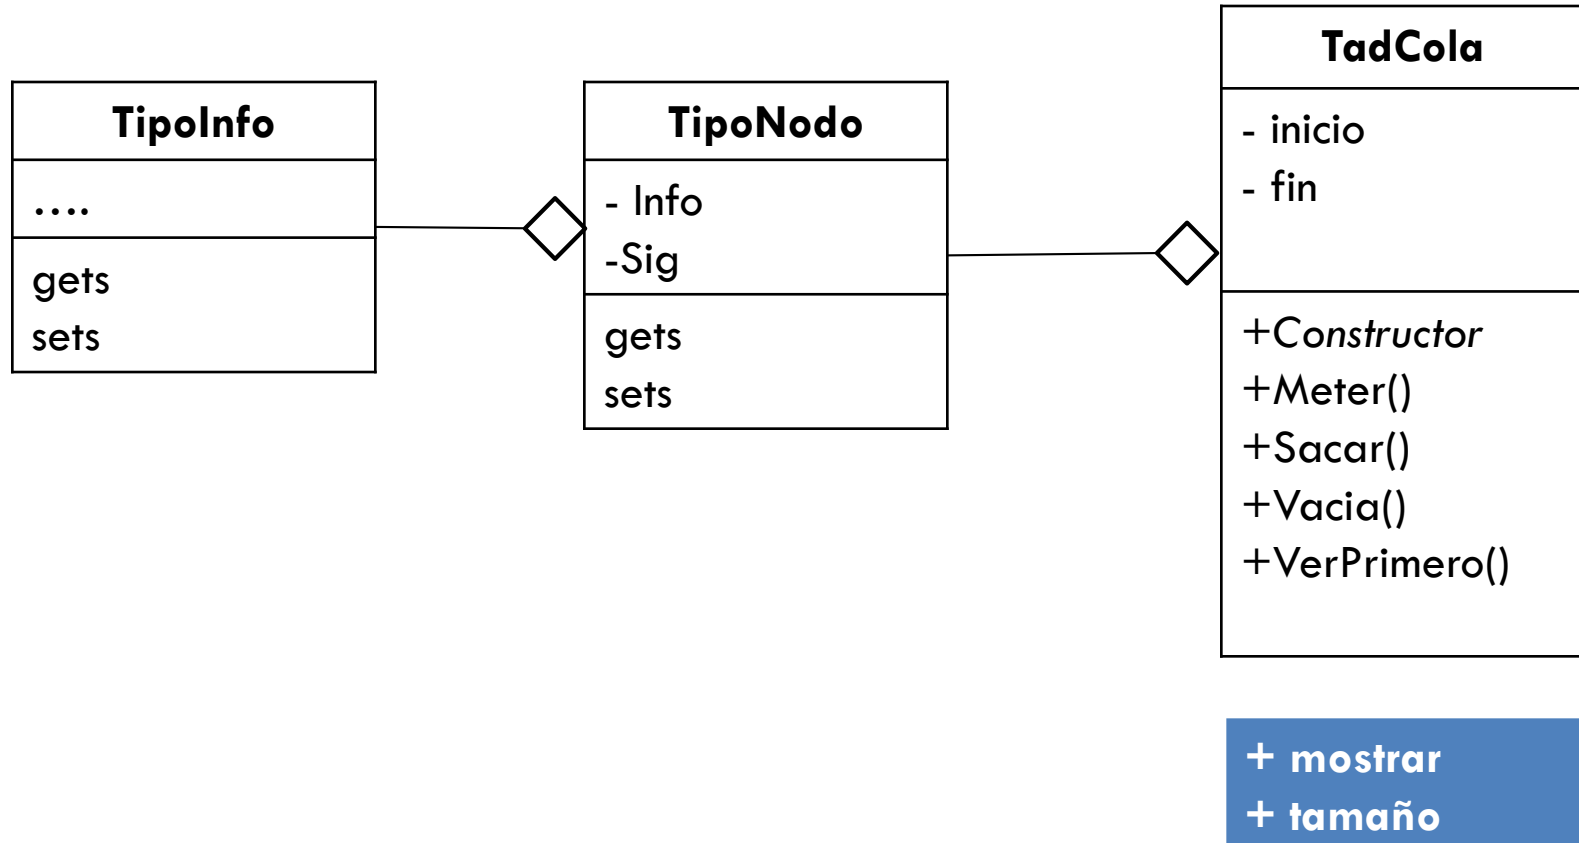 TipoInfo
....
gets
sets
TipoNodo
- Info
-Sig
gets
sets
TadCola
- inicio
- fin
+Constructor
+Meter()
+Sacar()
+Vacia()
+VerPrimero()
+ mostrar
+ tamaño